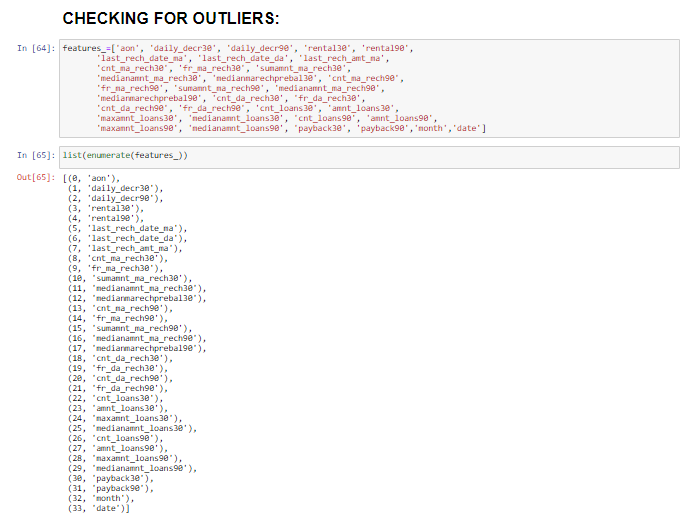 CHECKING FOR OUTLIERS:
In [64]: features_=['aon', 'daily_decr30', 'daily_decr90', 'rental30', 'rental90',
'last_rech_date_ma', 'last_rech_date_da', 'last_rech_amt_ma',
'cnt_ma_rech30', 'fr_ma_rech30', 'sumamnt_ma_rech30',
'medianamnt_ma_rech30', 'medianmarechprebal30', 'cnt_ma_rech90',
'fr_ma_rech90', 'sumamnt_ma_rech90', 'medianamnt_ma_rech90',
'medianmarechprebal90', 'cnt_da_rech30', 'fr_da_rech30',
'cnt_da_rech90', 'fr_da_rech90', 'cnt_loans30', 'amnt_loans30',
'maxamnt_loans30', 'medianamnt_loans30', 'cnt_loans90', 'amnt_loans90',
'maxamnt_loans90', 'medianamnt_loans90', 'payback30', 'payback90','month','date']
In [65]: list(enumerate(features_))
Out[65]: [(0, 'aon'),
(1, 'daily_decr30'),
(2, 'daily_decr90'),
(3, 'rental30'),
(4, 'rental90'),
(5, 'last_rech_date_ma'),
(6, 'last_rech_date_da'),
(7, 'last_rech_amt_ma'),
(8, 'cnt_ma_rech30'),
(9, 'fr_ma_rech30'),
(10, 'sumamnt_ma_rech30'),
(11, 'medianamnt_ma_rech30'),
(12, 'medianmarechprebal30'),
(13, 'cnt_ma_rech90'),
(14, 'fr_ma_rech90'),
(15, 'sumamnt_ma_rech90'),
(16, 'medianamnt_ma_rech90'),
(17, 'medianmarechprebal90'),
(18, 'cnt_da_rech30'),
(19, 'fr_da_rech30'),
(20, 'cnt_da_rech90'),
(21, 'fr_da_rech90'),
(22, 'cnt_loans30'),
(23, 'amnt_loans30'),
(24, 'maxamnt_loans30'),
(25, 'medianamnt_loans30'),
(26, 'cnt_loans90'),
(27, 'amnt_loans90'),
(28, 'maxamnt_loans90'),
(29, 'medianamnt_loans90'),
(30, 'payback30'),
(31, 'payback90'),
(32, 'month'),
(33, 'date')]